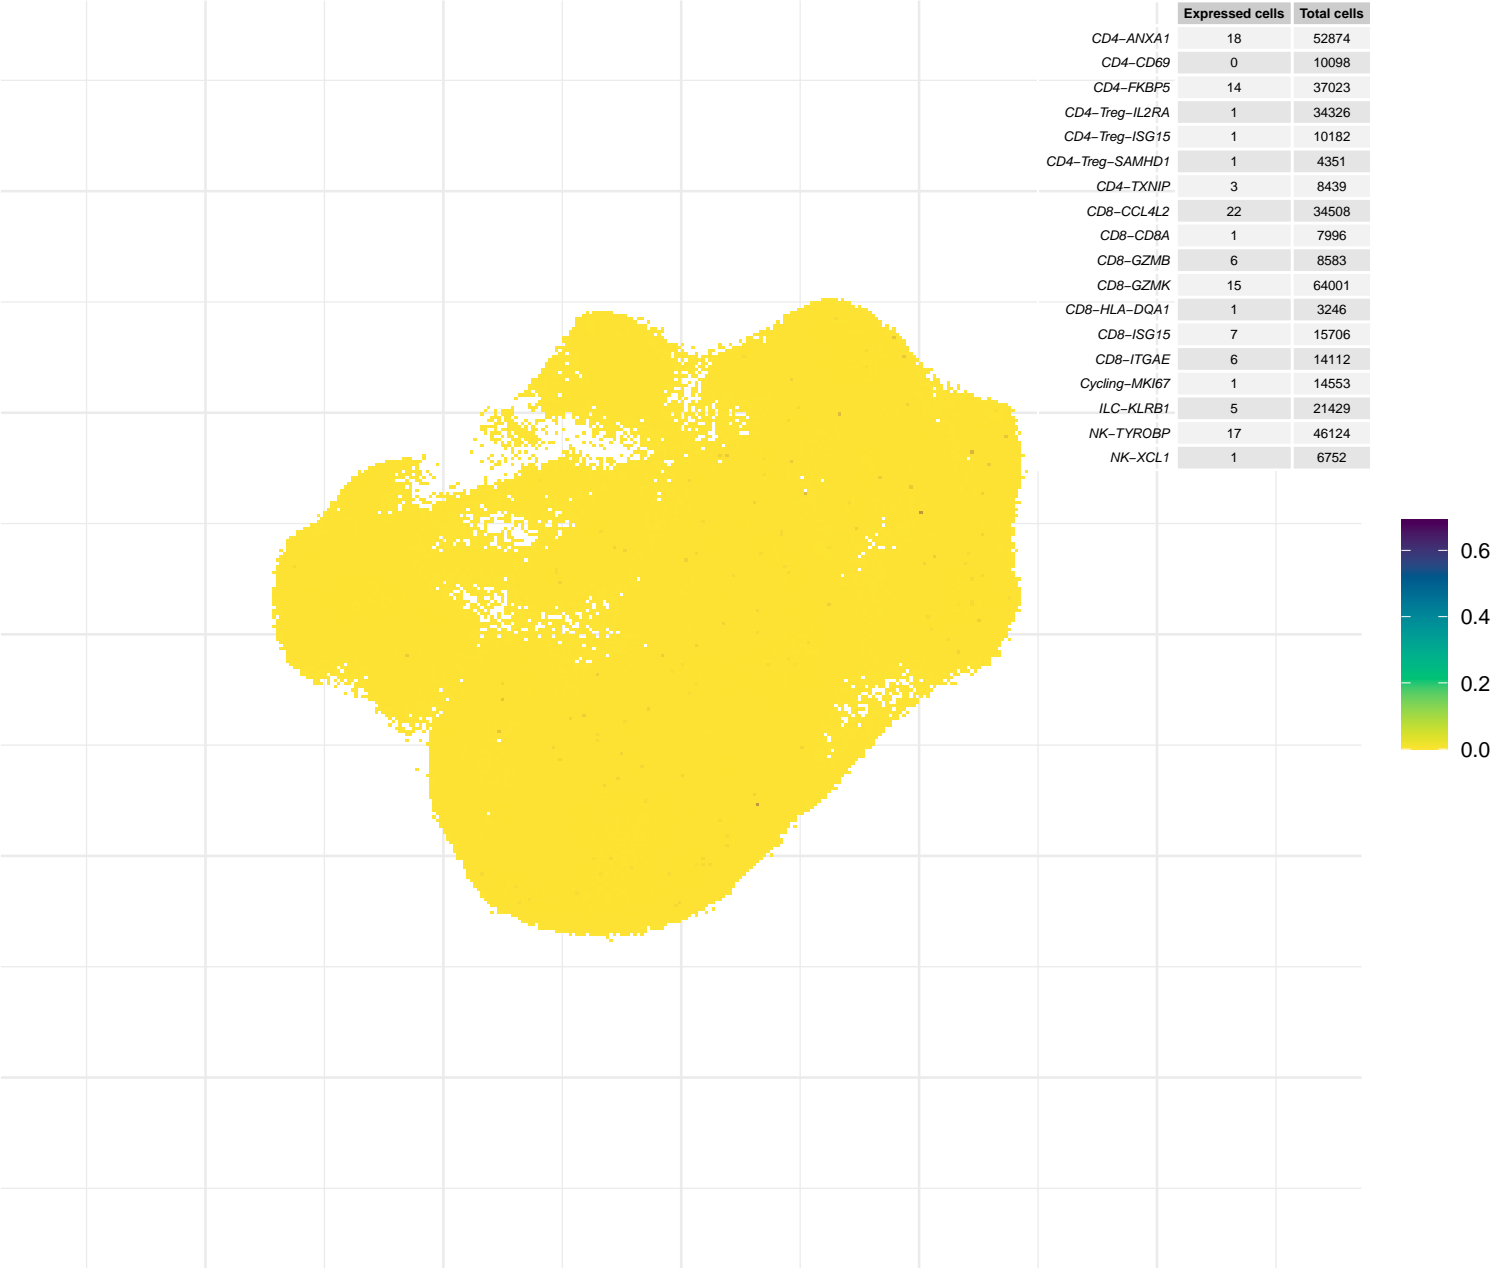 Expressed cells Total cells
CD4−ANXA1 18 52874
CD4−CD69 0 10098
CD4−FKBP5 14 37023
CD4−Treg−IL2RA 1 34326
CD4−Treg−ISG15 1 10182
CD4−Treg−SAMHD1 1 4351
CD4−TXNIP 3 8439
CD8−CCL4L2 22 34508
CD8−CD8A 1 7996
CD8−GZMB 6 8583
CD8−GZMK 15 64001
CD8−HLA−DQA1 1 3246
CD8−ISG15 7 15706
CD8−ITGAE 6 14112
Cycling−MKI67 1 14553
ILC−KLRB1 5 21429
NK−TYROBP 17 46124
NK−XCL1 1 6752
0.6
0.4
0.2
0.0